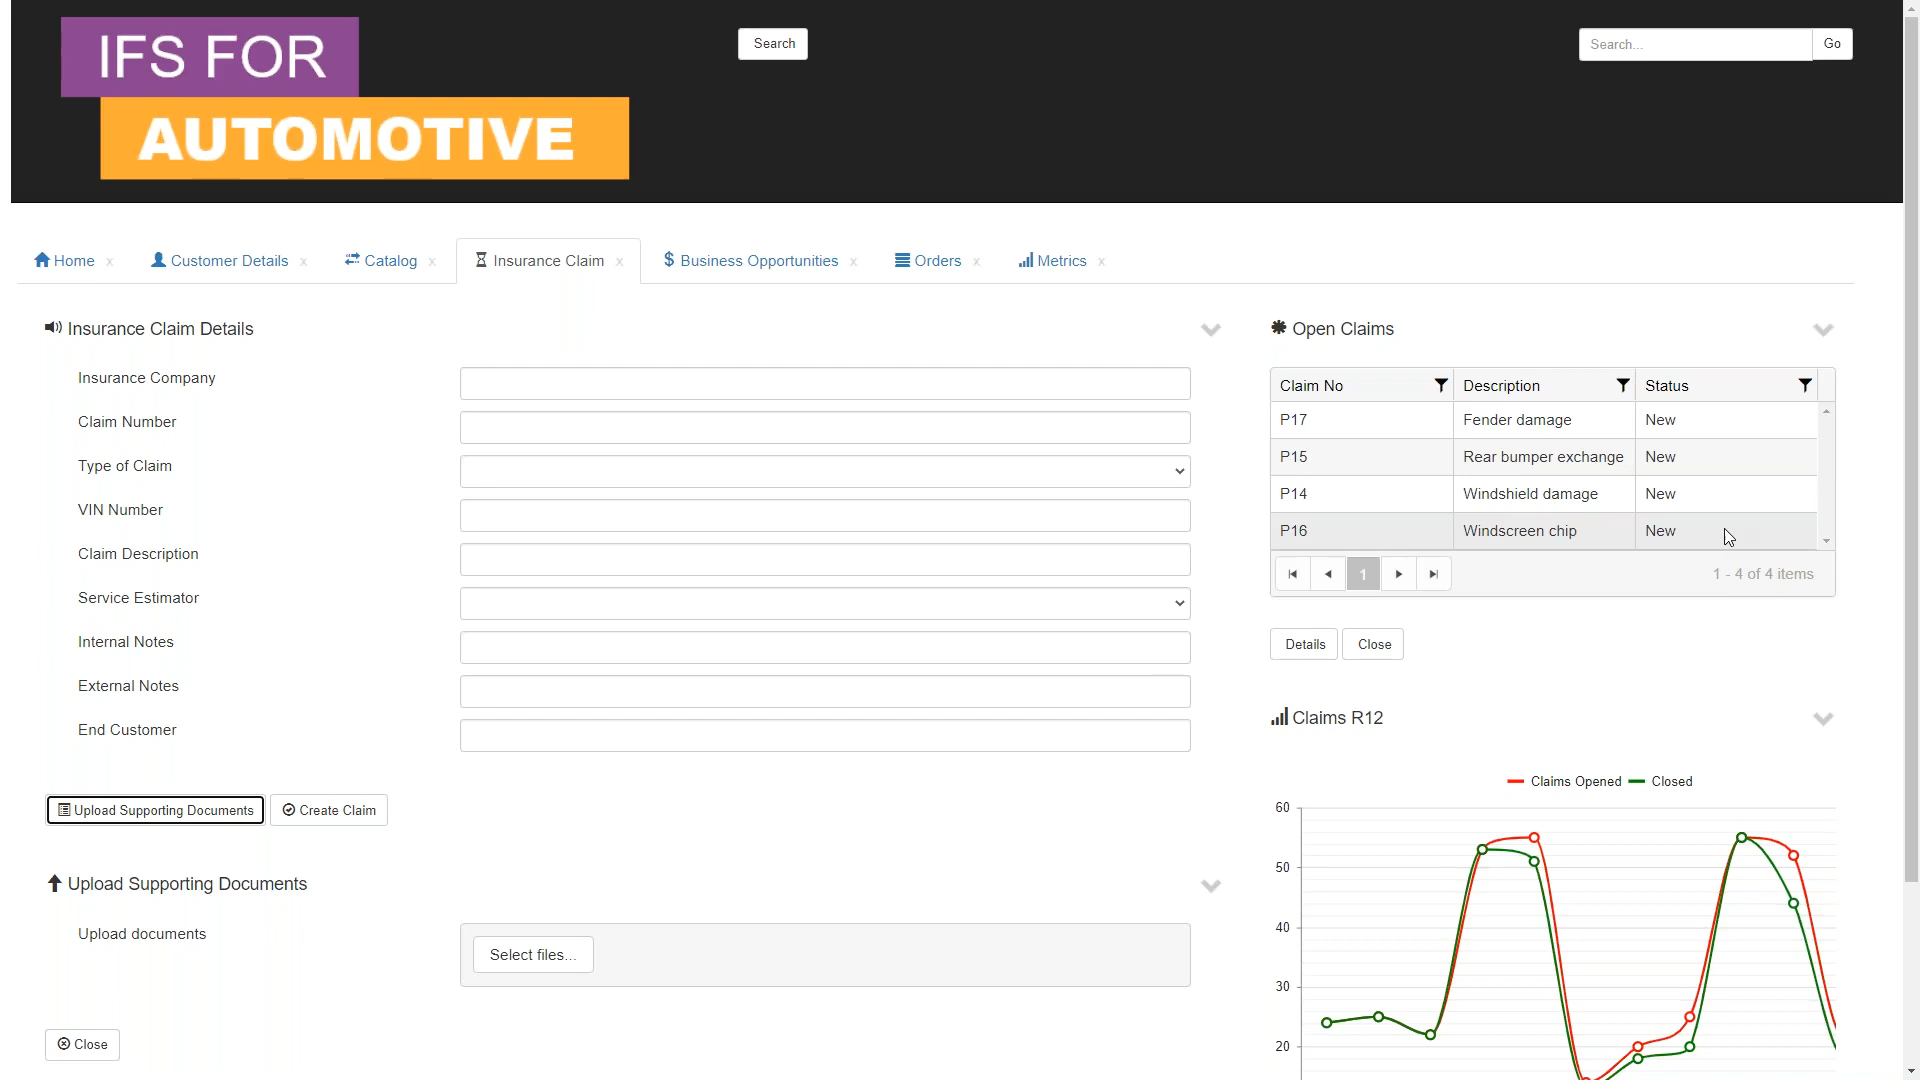 IFS FOR
AUTOMOTIVE
Search
Search...
Go
Home x
Customer Details x
Catalog x
Insurance Claim x
Business Opportunities x
Orders x
Metrics x
Insurance Claim Details
Insurance Company
Claim Number
Type of Claim
VIN Number
Claim Description
Service Estimator
Internal Notes
External Notes
End Customer
Upload Supporting Documents
Create Claim
Upload Supporting Documents
Upload documents
Select files...
Close
Open Claims
Claim No Description Status
P17 Fender damage New
P15 Rear bumper exchange New
P14 Windshield damage New
P16 Windscreen chip New
1
1 - 4 of 4 items
Details
Close
Claims R12
Claims Opened Closed
60
50
40
30
20